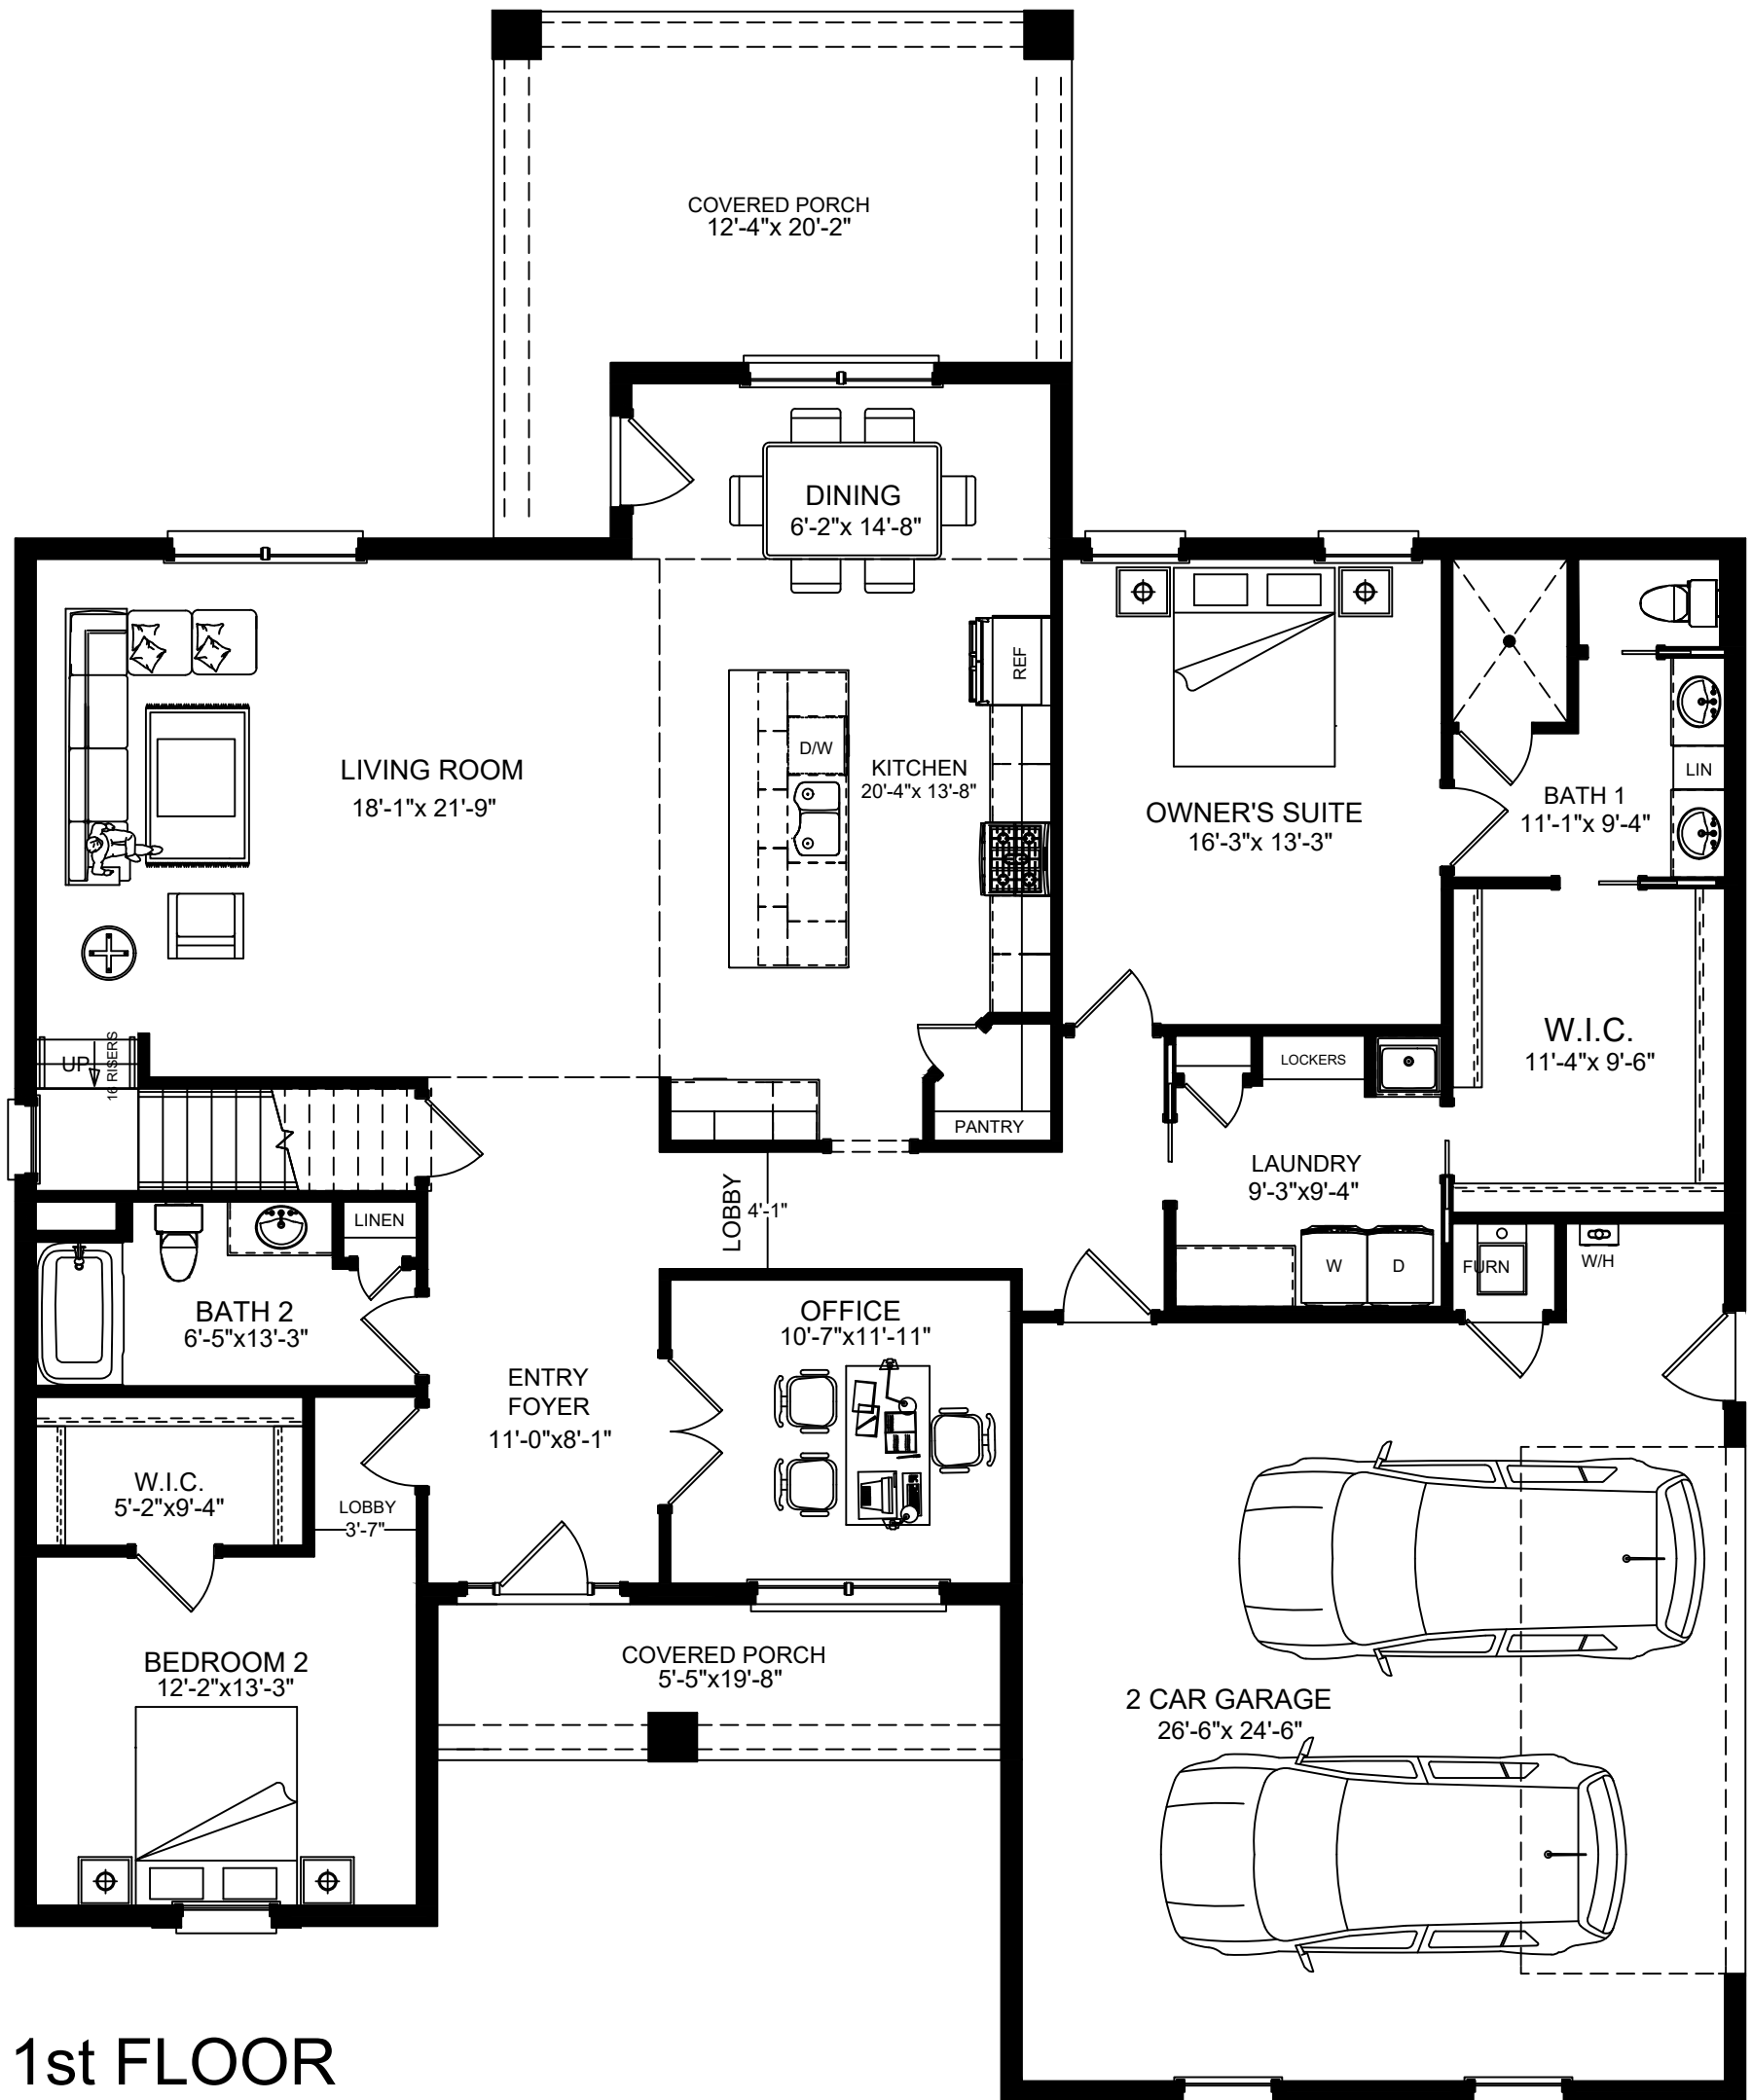 COVERED PORCH
12'-4"x 20'-2"
DINING
6'-2"x 14'-8"
REF
D/W
KITCHEN
20'-4"x 13'-8"
LIVING ROOM
18'-1"x 21'-9"
OWNER'S SUITE
16'-3"x 13'-3"
LIN
BATH 1
11'-1"x 9'-4"
W.I.C.
11'-4"x 9'-6"
UP
16 RISERS
LOCKERS
PANTRY
LAUNDRY
9'-3"x9'-4"
LOBBY
4'-1"
LINEN
W
D
FURN
W/H
BATH 2
6'-5"x13'-3"
OFFICE
10'-7"x11'-11"
ENTRY
FOYER
11'-0"x8'-1"
W.I.C.
5'-2"x9'-4"
LOBBY
3'-7"
COVERED PORCH
5'-5"x19'-8"
BEDROOM 2
12'-2"x13'-3"
2 CAR GARAGE
26'-6"x 24'-6"
1st FLOOR